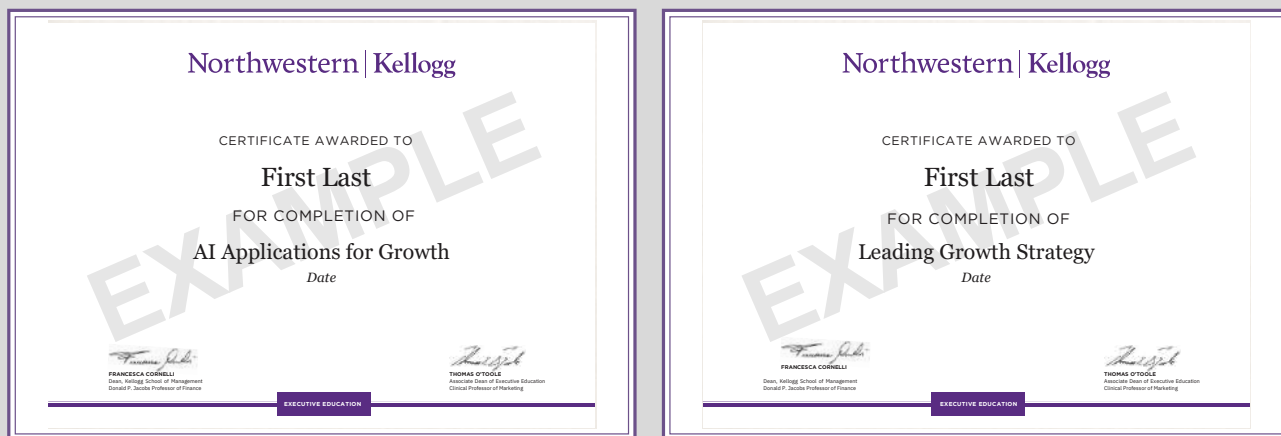 Northwestern | Kellogg
CERTIFICATE AWARDED TO
First Last
FOR COMPLETION OF
AI Applications for Growth
Date
EXAMPLE
FRANCESCA CORNELLI
Dean, Kellogg School of Management
Donald P. Jacobs Professor of Finance
THOMAS O'TOOLE
Associate Dean of Executive Education
Clinical Professor of Marketing
EXECUTIVE EDUCATION
Northwestern | Kellogg
CERTIFICATE AWARDED TO
First Last
FOR COMPLETION OF
Leading Growth Strategy
Date
EXAMPLE
FRANCESCA CORNELLI
Dean, Kellogg School of Management
Donald P. Jacobs Professor of Finance
THOMAS O'TOOLE
Associate Dean of Executive Education
Clinical Professor of Marketing
EXECUTIVE EDUCATION